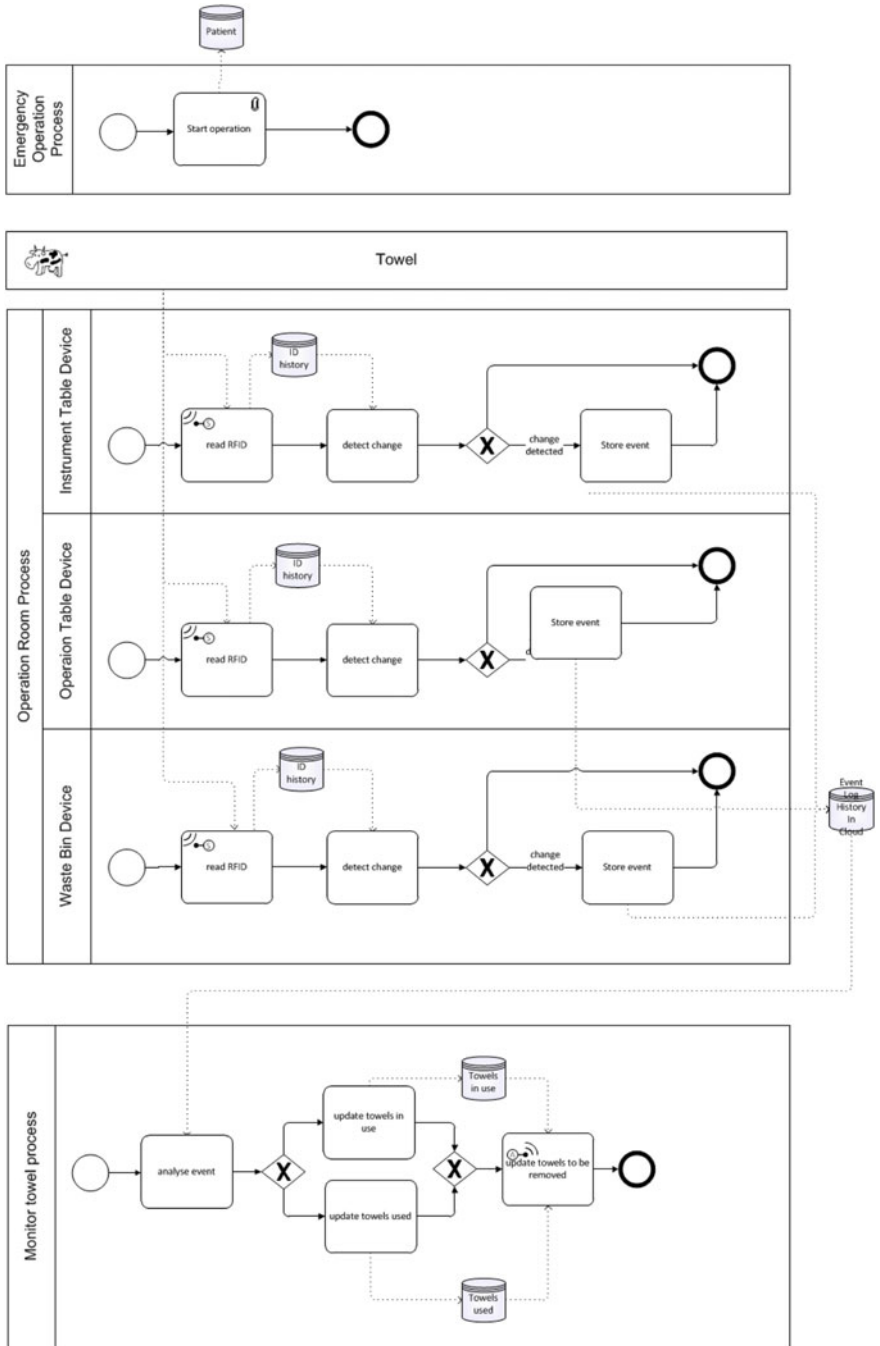 Patient
Emergency
Operation
Process
Start operation
Towel
Operation Room Process
Instrument Table Device
ID
history
read RFID
detect change
change
detected
Store event
Operaion Table Device
ID
history
read RFID
detect change
Store event
Waste Bin Device
ID
history
read RFID
detect change
change
detected
Store event
Event
Log
History
In
Cloud
Monitor towel process
analyse event
update towels in
use
update towels used
Towels
in use
update towels to be
removed
Towels
used